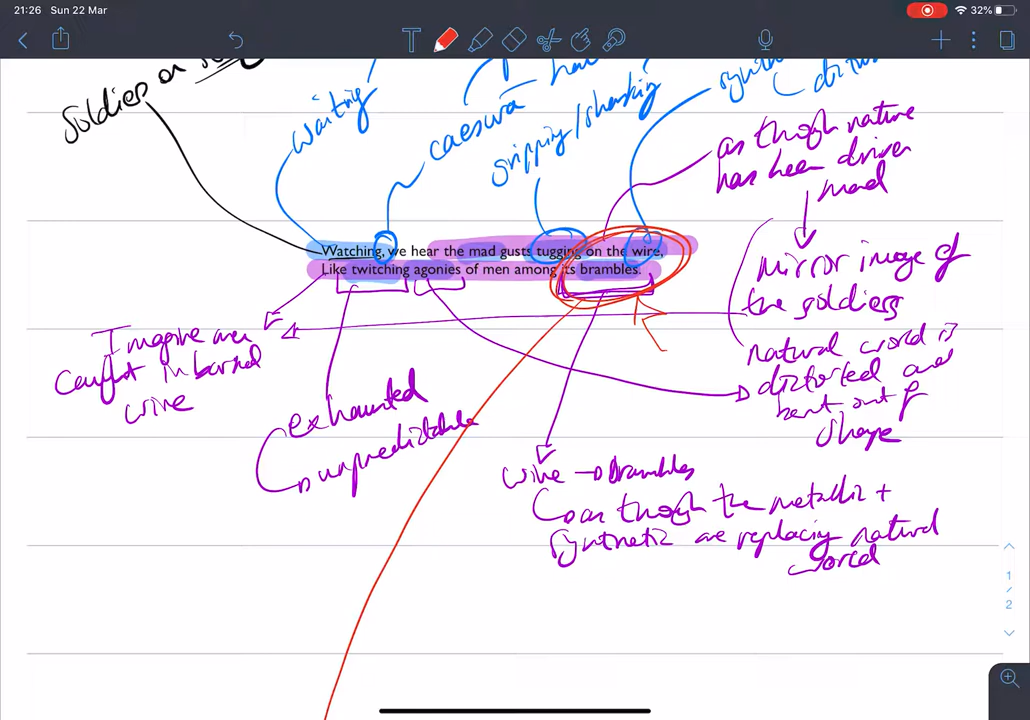 21:26 Sun 22 Mar
32%
T
soldier or
waiting
caesura
gripping/shaking
as though nature
has been driven
mad
Watching, we hear the mad gusts tugging on the wire,
Like twitching agonies of men among its brambles.
mirror image of
the soldiers
Imagine men
caught in barbed
wire
natural world is
distorted and
bent out of
shape
exhausted
unpredictable
wire → brambles
as though the metallic +
synthetic are replacing natural
world
1
/
2